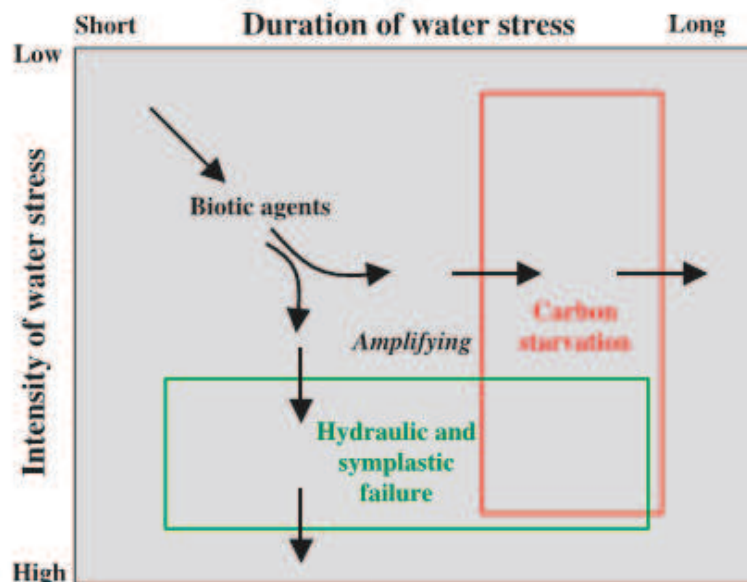 Short Duration of water stress Long
Low
Intensity of water stress
Biotic agents
Amplifying
Carbon
starvation
Hydraulic and
symplastic
failure
High